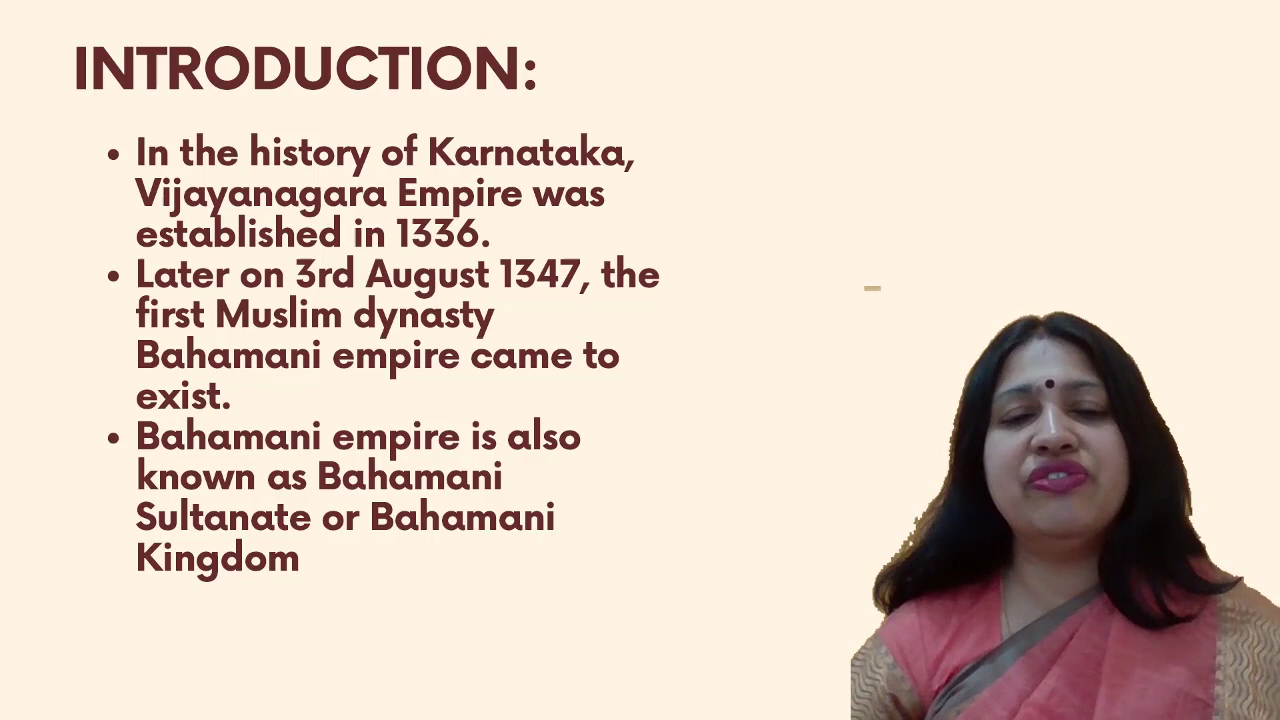 INTRODUCTION:
• In the history of Karnataka,
Vijayanagara Empire was
established in 1336.
• Later on 3rd August 1347, the
first Muslim dynasty
Bahamani empire came to
exist.
• Bahamani empire is also
known as Bahamani
Sultanate or Bahamani
Kingdom